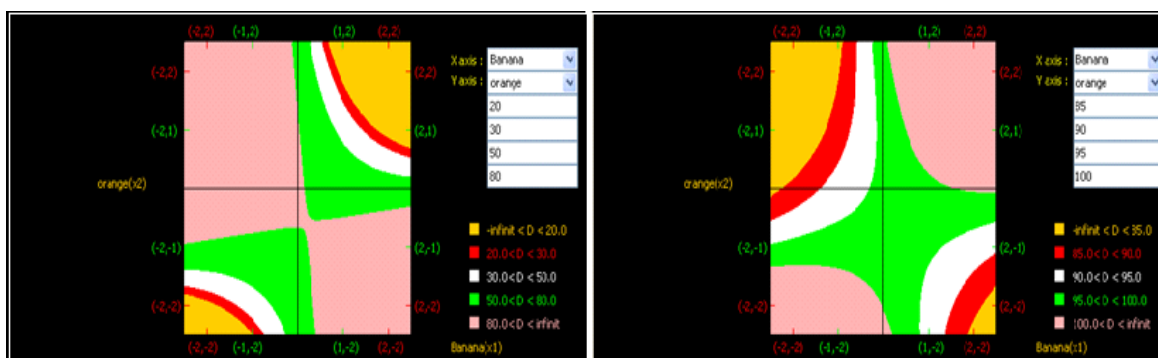 (-2,2) (-1,2) (1,2) (2,2)
(-2,2) (2,2)
X axis : Banana
Y axis : orange
20
30
(-2,1) (2,1)
50
80
orange(x2)
-infinit < D < 20.0
(-2,-1) (2,-1)
20.0< D < 30.0
30.0< D < 50.0
50.0< D < 80.0
(-2,-2) (2,-2)
80.0< D < infinit
(-2,-2) (-1,-2) (1,-2) (2,-2) Banana(x1)
(-2,2) (-1,2) (1,2) (2,2)
(-2,2) (2,2)
X axis : Banana
Y axis : orange
85
90
(-2,1) (2,1)
95
100
orange(x2)
-infinit < D < 85.0
(-2,-1) (2,-1)
85.0< D < 90.0
90.0< D < 95.0
95.0< D < 100.0
(-2,-2) (2,-2)
100.0< D < infinit
(-2,-2) (-1,-2) (1,-2) (2,-2) Banana(x1)